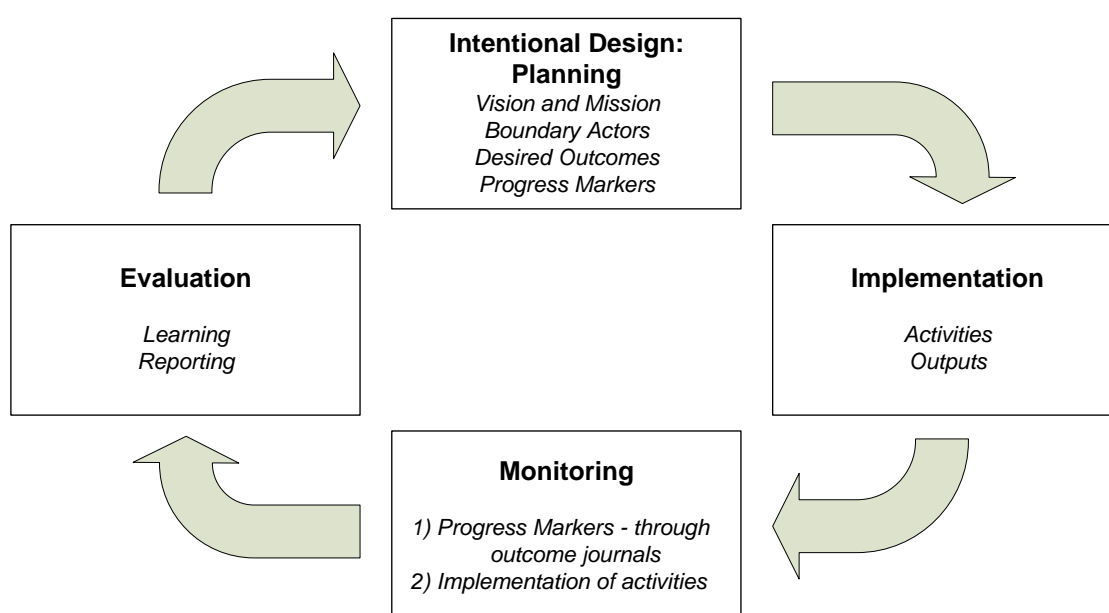 Intentional Design:
Planning
Vision and Mission
Boundary Actors
Desired Outcomes
Progress Markers
Evaluation
Learning
Reporting
Implementation
Activities
Outputs
Monitoring
1) Progress Markers - through
outcome journals
2) Implementation of activities